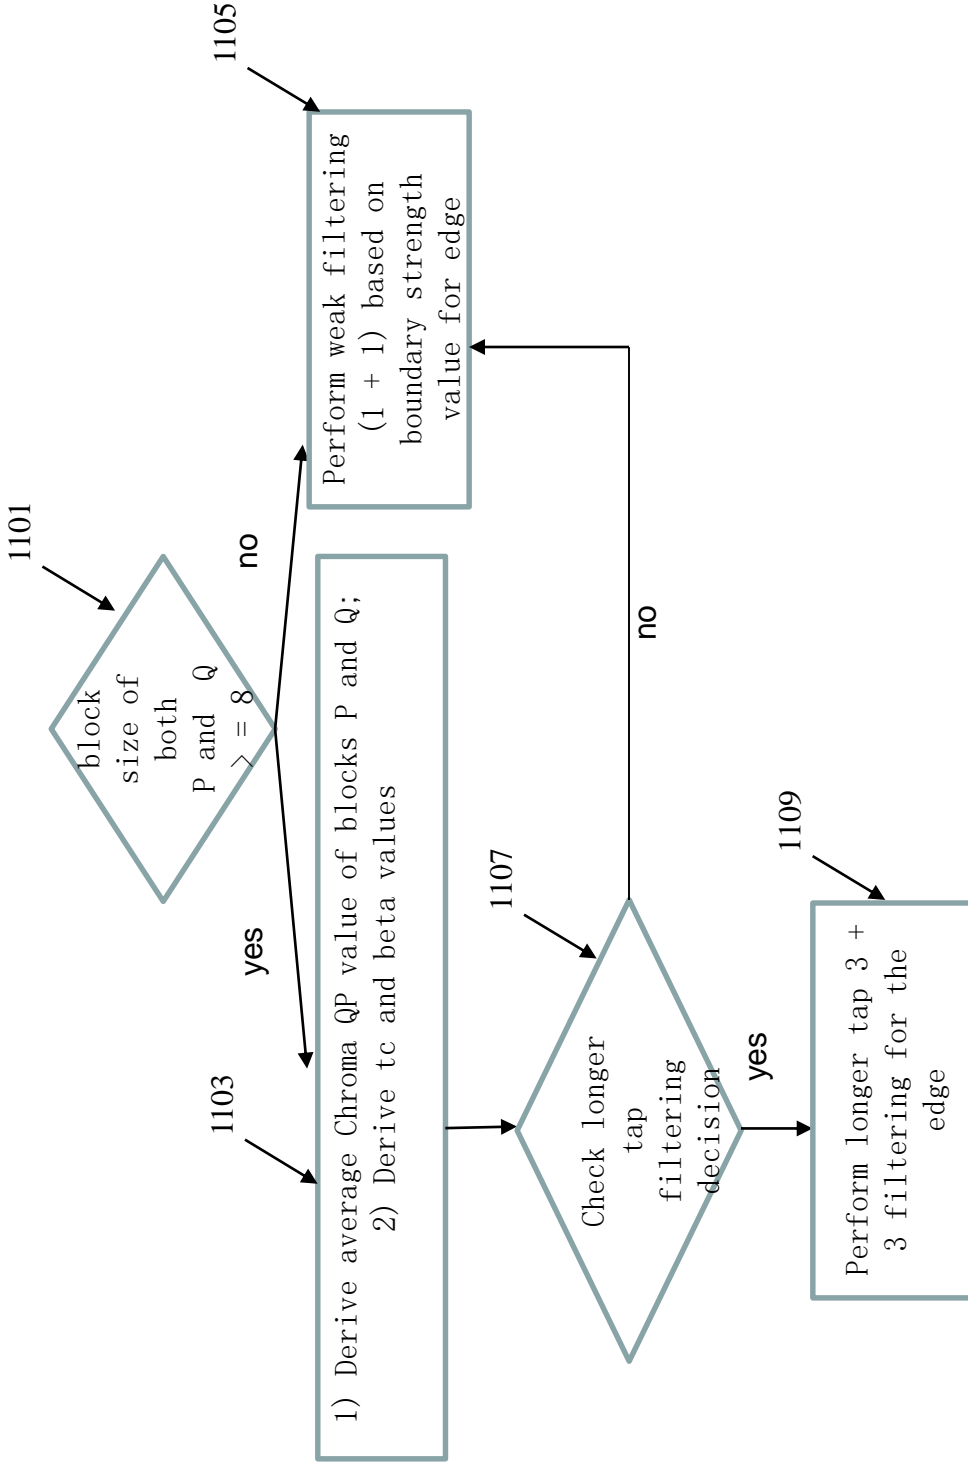 1101
block
size of
both
P and Q
> = 8
yes
no
1103
1) Derive average Chroma QP value of blocks P and Q;
2) Derive tc and beta values
1105
Perform weak filtering
(1 + 1) based on
boundary strength
value for edge
1107
Check longer
tap
filtering
decision
no
yes
1109
Perform longer tap 3 +
3 filtering for the
edge